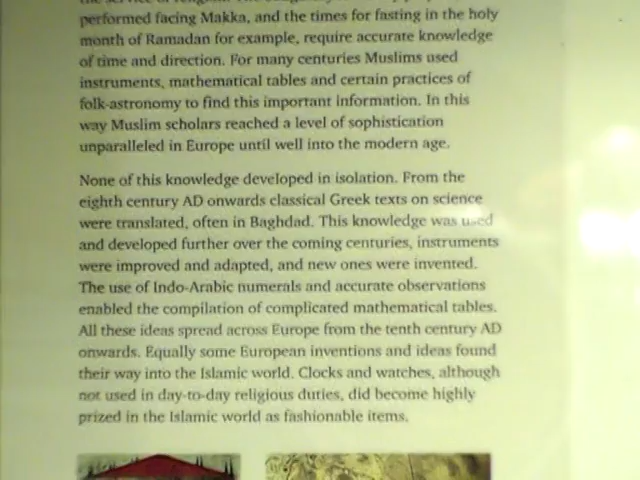 performed facing Makka, and the times for fasting in the holy
month of Ramadan for example, require accurate knowledge
of time and direction. For many centuries Muslims used
instruments, mathematical tables and certain practices of
folk-astronomy to find this important information. In this
way Muslim scholars reached a level of sophistication
unparalleled in Europe until well into the modern age.
None of this knowledge developed in isolation. From the
eighth century AD onwards classical Greek texts on science
were translated, often in Baghdad. This knowledge was used
and developed further over the coming centuries, instruments
were improved and adapted, and new ones were invented.
The use of Indo-Arabic numerals and accurate observations
enabled the compilation of complicated mathematical tables.
All these ideas spread across Europe from the tenth century AD
onwards. Equally some European inventions and ideas found
their way into the Islamic world. Clocks and watches, although
not used in day-to-day religious duties, did become highly
prized in the Islamic world as fashionable items.